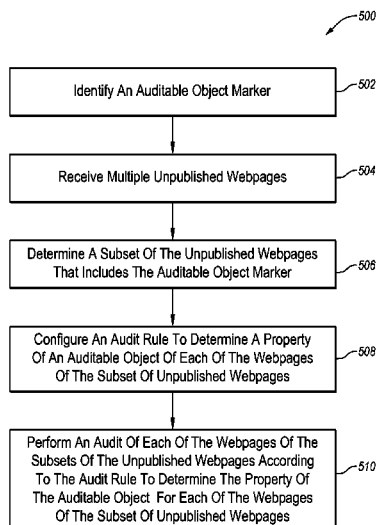 500
Identify An Auditable Object Marker
502
Receive Multiple Unpublished Webpages
504
Determine A Subset Of The Unpublished Webpages
That Includes The Auditable Object Marker
506
Configure An Audit Rule To Determine A Property
Of An Auditable Object Of Each Of The Webpages
Of The Subset Of Unpublished Webpages
508
Perform An Audit Of Each Of The Webpages Of The
Subsets Of The Unpublished Webpages According
To The Audit Rule To Determine The Property Of
The Auditable Object For Each Of The Webpages
Of The Subset Of Unpublished Webpages
510